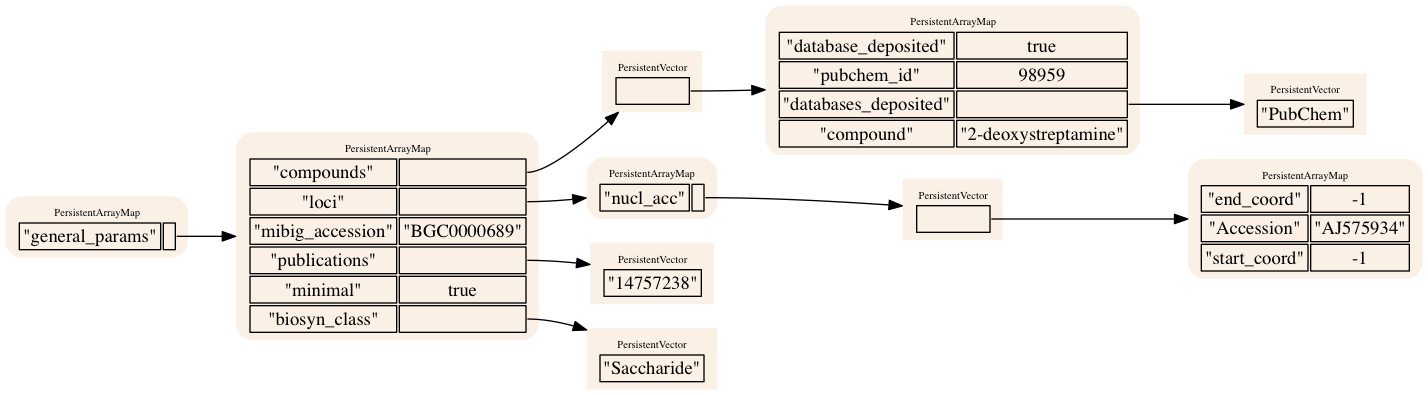 PersistentArrayMap
"general_params"
PersistentArrayMap
"compounds"
"loci"
"mibig_accession" "BGC0000689"
"publications"
"minimal" true
"biosyn_class"
PersistentVector
PersistentArrayMap
"database_deposited" true
"pubchem_id" 98959
"databases_deposited"
"compound" "2-deoxystreptamine"
PersistentVector
"PubChem"
PersistentArrayMap
"nucl_acc"
PersistentVector
PersistentArrayMap
"end_coord" -1
"Accession" "AJ575934"
"start_coord" -1
PersistentVector
"14757238"
PersistentVector
"Saccharide"